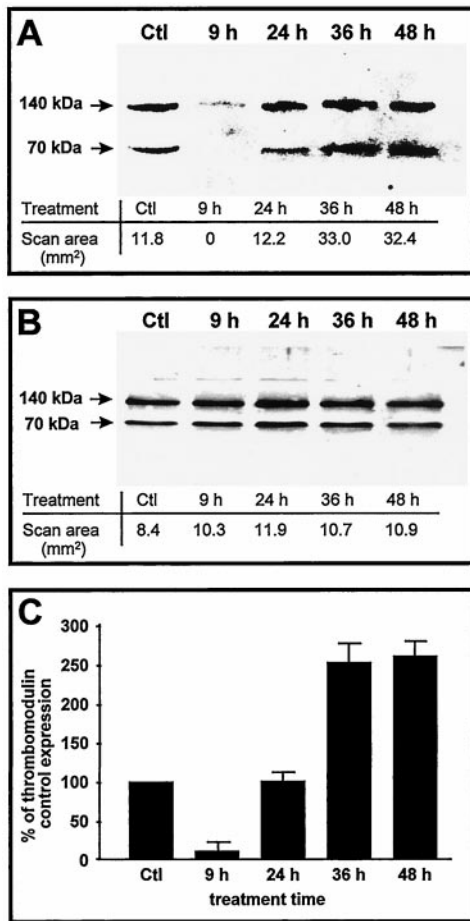 A
Ctl 9 h 24 h 36 h 48 h
140 kDa
70 kDa
Treatment Ctl 9 h 24 h 36 h 48 h
Scan area 11.8 0 12.2 33.0 32.4
(mm²)
B
Ctl 9 h 24 h 36 h 48 h
140 kDa
70 kDa
Treatment Ctl 9 h 24 h 36 h 48 h
Scan area 8.4 10.3 11.9 10.7 10.9
(mm²)
C
% of thrombomodulin
control expression
300
250
200
150
100
50
0
Ctl 9 h 24 h 36 h 48 h
treatment time